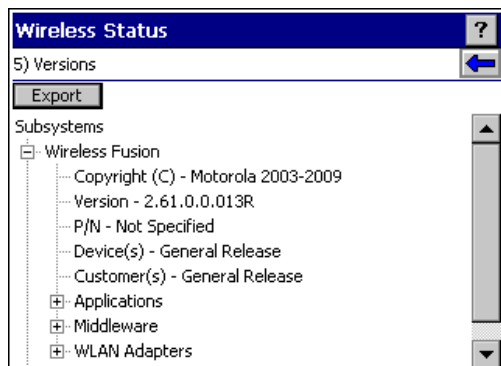 Wireless Status
?
5) Versions
Export
Subsystems
Wireless Fusion
Copyright (C) - Motorola 2003-2009
Version - 2.61.0.0.013R
P/N - Not Specified
Device(s) - General Release
Customer(s) - General Release
Applications
Middleware
WLAN Adapters